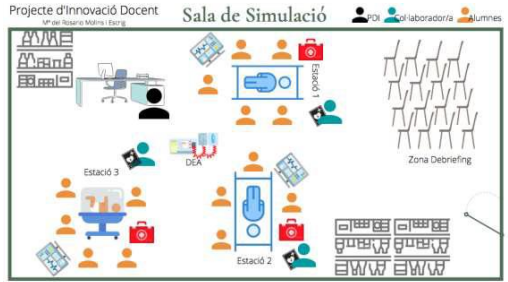 Projecte d'Innovació Docent
Mª del Rosario Molins i Escrig
Sala de Simulació
PDI
Col·laborador/a
Alumnes
Estació 1
Zona Debriefing
DEA
Estació 3
Estació 2